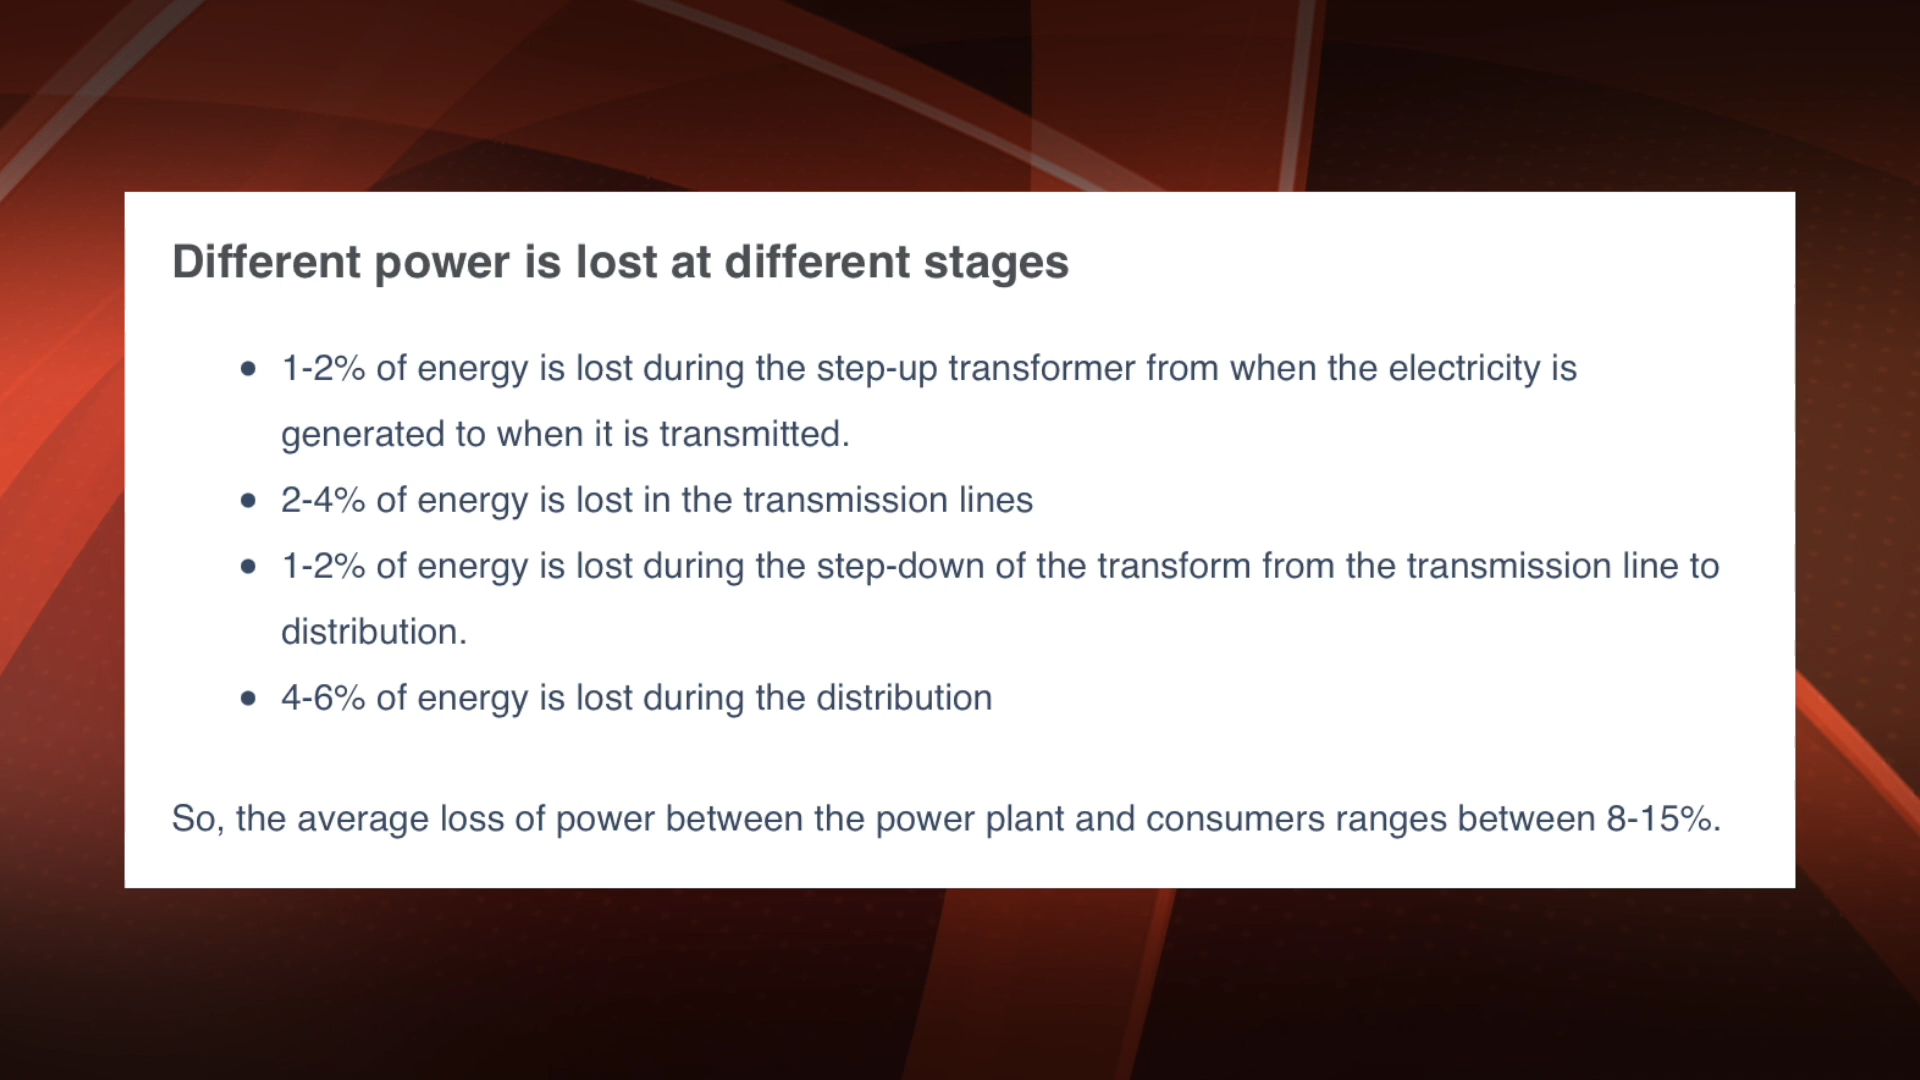 Different power is lost at different stages
● 1-2% of energy is lost during the step-up transformer from when the electricity is
generated to when it is transmitted.
● 2-4% of energy is lost in the transmission lines
● 1-2% of energy is lost during the step-down of the transform from the transmission line to
distribution.
● 4-6% of energy is lost during the distribution
So, the average loss of power between the power plant and consumers ranges between 8-15%.